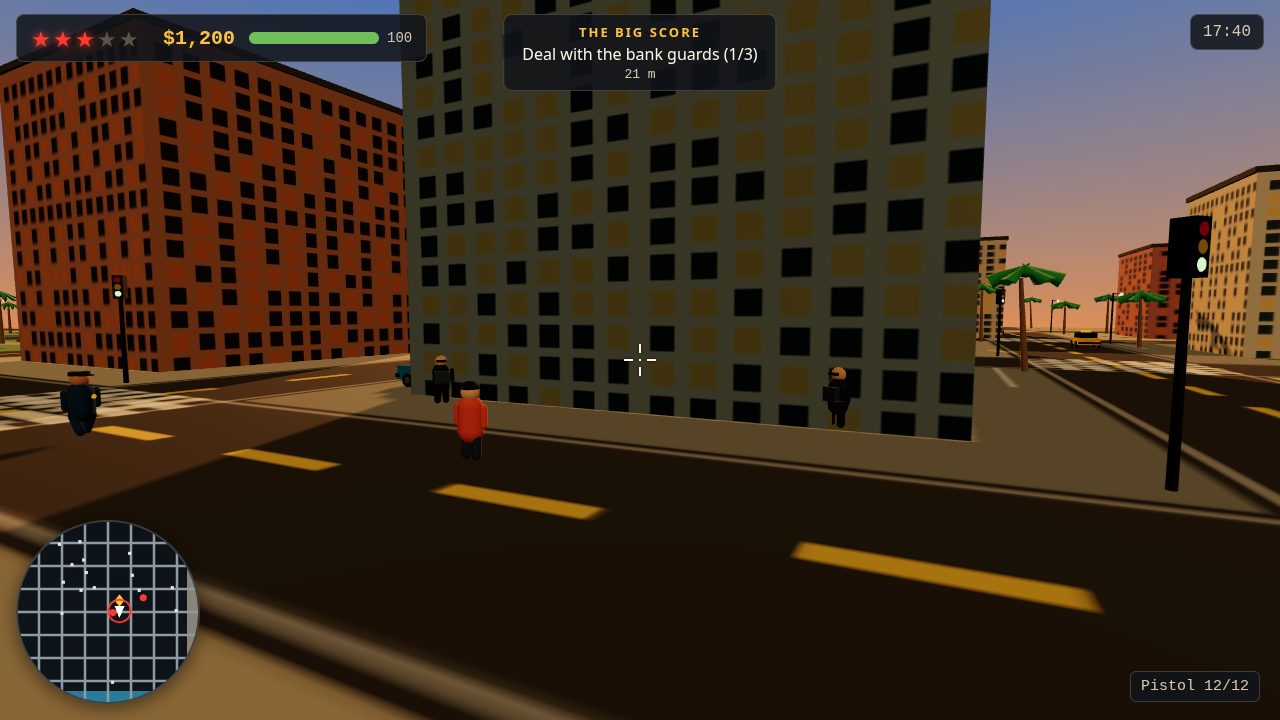 $1,200
100
THE BIG SCORE
Deal with the bank guards (1/3)
21 m
17:40
Pistol 12/12